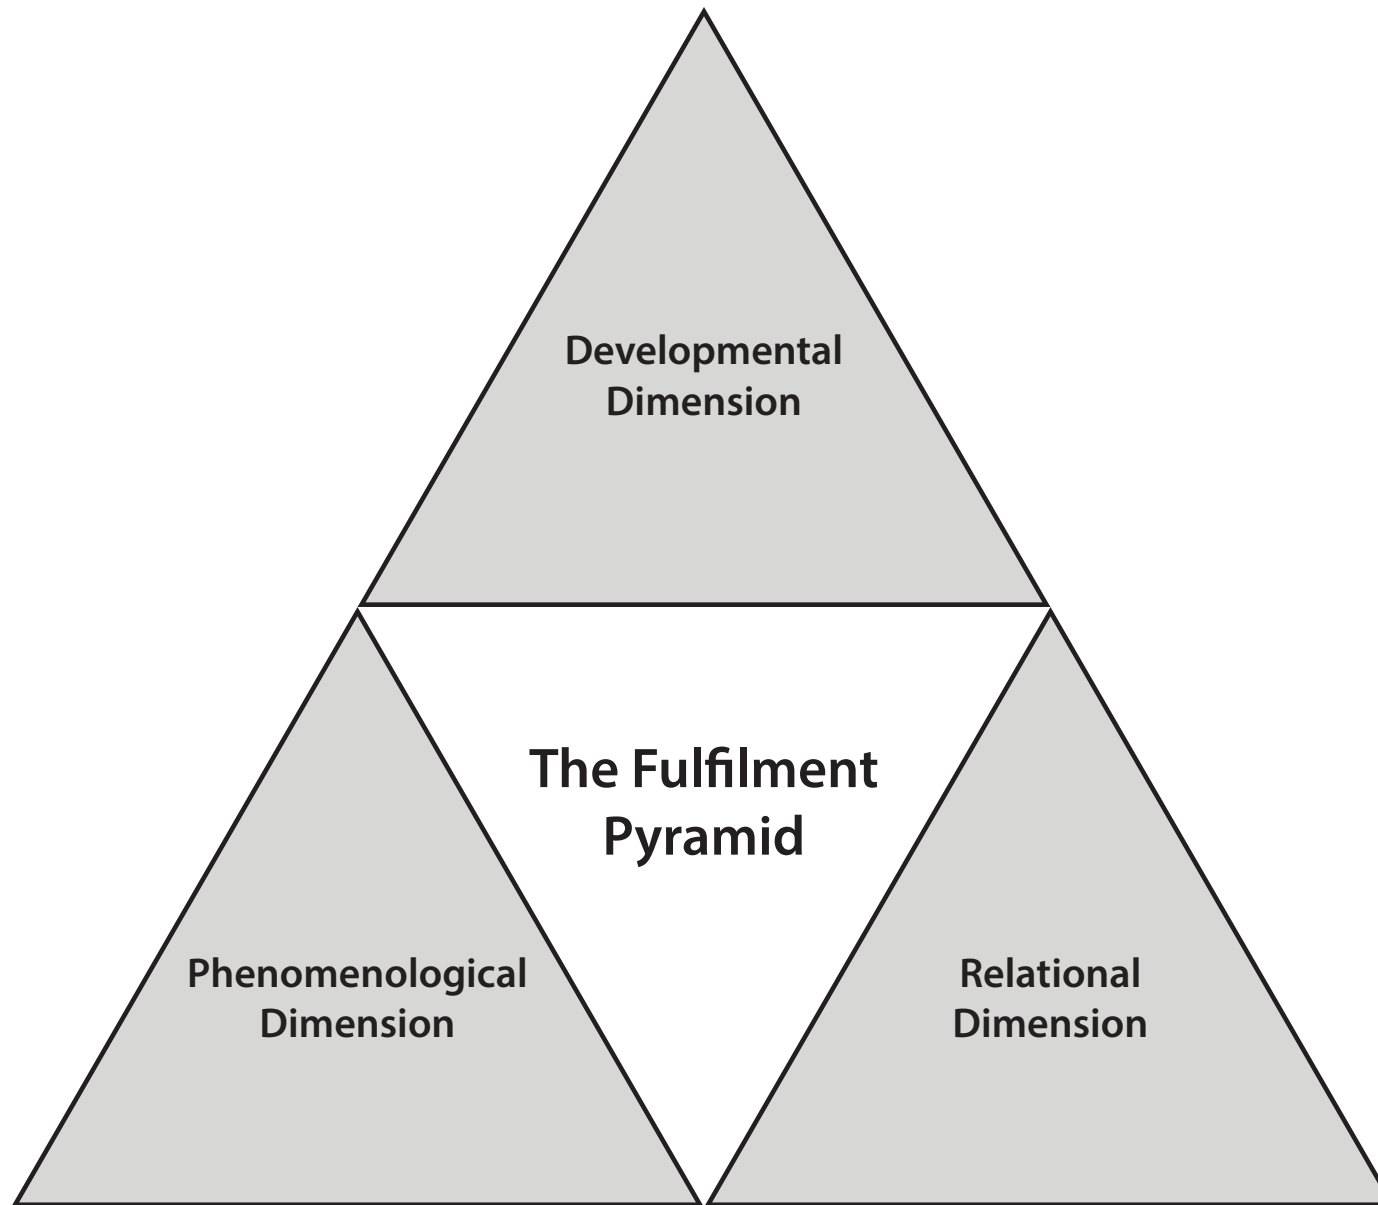 Developmental
Dimension
The Fulfilment
Pyramid
Phenomenological
Dimension
Relational
Dimension